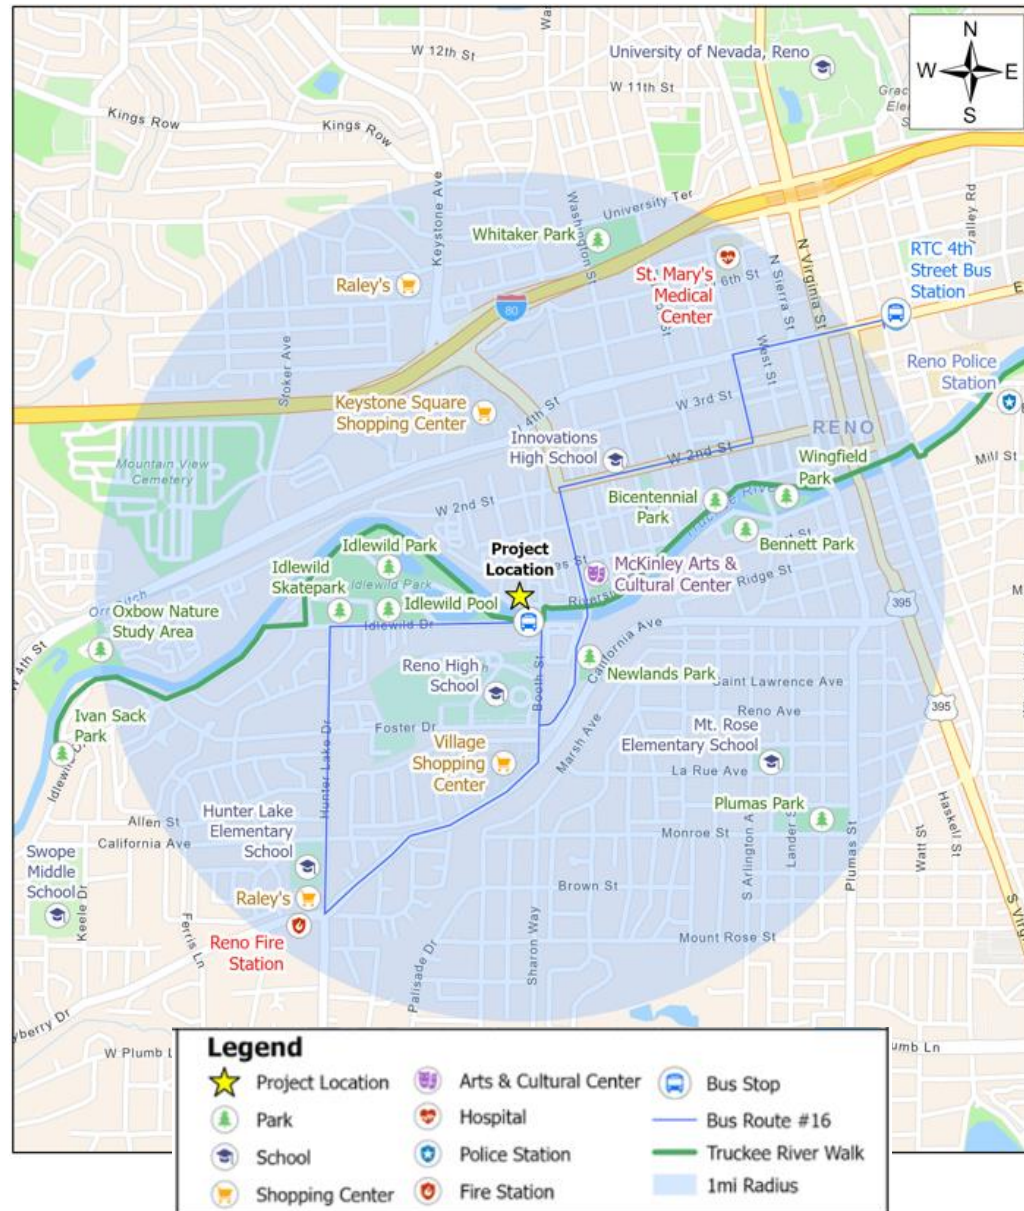 N
W E
S
University of Nevada, Reno
W 12th St
W 11th St
Kings Row
Kings Row
Keystone Ave
Washington St
University Ter
Whitaker Park
St. Mary's
Medical
Center
6th St
N Sierra St
N Virginia St
RTC 4th
Street Bus
Station
Raley's
80
Stoker Ave
West St
E
Reno Police
Station
Keystone Square
Shopping Center
4th St
W 3rd St
Innovations
High School
W 2nd St
RENO
Mill St
Wingfield
Park
Mountain View
Cemetery
W 2nd St
Bicentennial
Park
Bennett Park
Idlewild Park
Project
Location
McKinley Arts &
Cultural Center
Ridge St
Idlewild
Skatepark
Idlewild Park
Idlewild Pool
Idlewild Dr
Orr Ditch
Oxbow Nature
Study Area
W 4th St
395
California Ave
Reno High
School
Booth St
Newlands Park
Saint Lawrence Ave
Reno Ave
395
Ivan Sack
Park
Foster Dr
Hunter Lake Dr
Village
Shopping
Center
Marsh Ave
Mt. Rose
Elementary School
La Rue Ave
Plumas Park
Allen St
California Ave
Hunter Lake
Elementary
School
Monroe St
Lander St
Plumas St
Watt St
Haskell St
Swope
Middle
School
Keele Dr
Ferris Ln
Raley's
Brown St
Reno Fire
Station
Palisade Dr
Sharon Way
Mount Rose St
W Plumb
umb Ln
Legend
Project Location
Arts & Cultural Center
Bus Stop
Park
Hospital
Bus Route #16
School
Police Station
Truckee River Walk
Shopping Center
Fire Station
1mi Radius